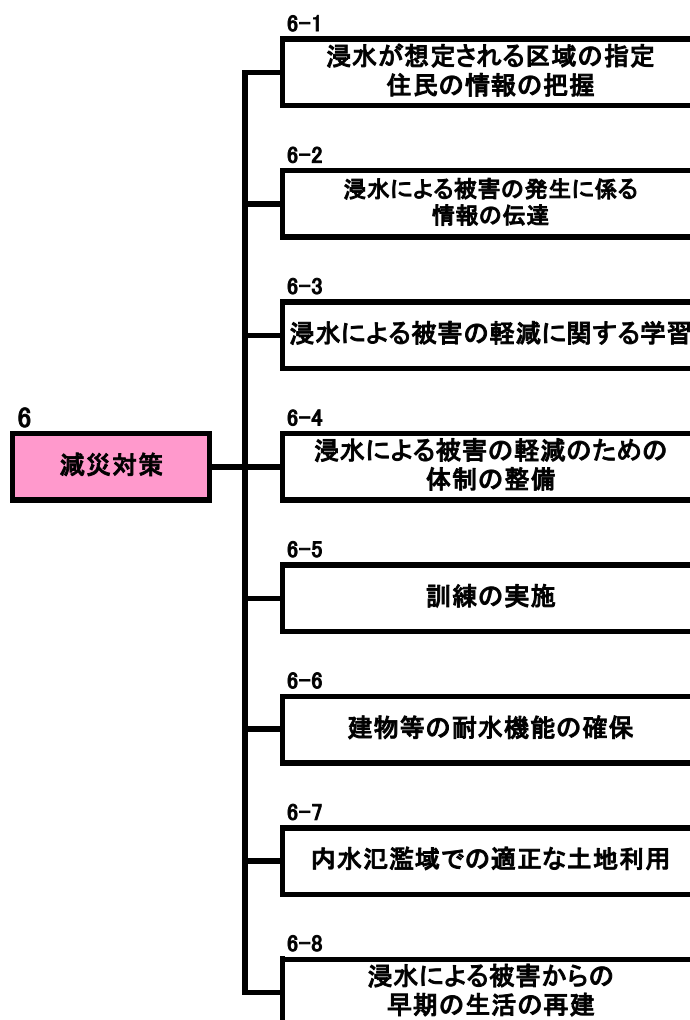 6-1
浸水が想定される区域の指定
住民の情報の把握
6-2
浸水による被害の発生に係る
情報の伝達
6-3
浸水による被害の軽減に関する学習
6
減災対策
6-4
浸水による被害の軽減のための
体制の整備
6-5
訓練の実施
6-6
建物等の耐水機能の確保
6-7
内水氾濫域での適正な土地利用
6-8
浸水による被害からの
早期の生活の再建